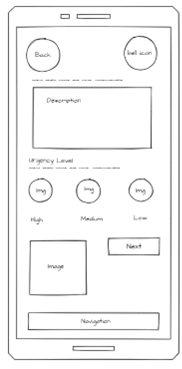 Back
bell icon
Description
Urgency Level
Img
Img
Img
High
Medium
Low
Next
Image
Navigation